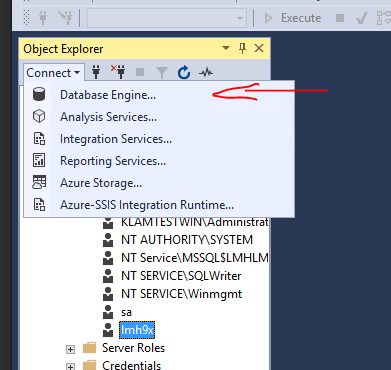 Execute
Object Explorer
Connect
Database Engine...
Analysis Services...
Integration Services...
Reporting Services...
Azure Storage...
Azure-SSIS Integration Runtime...
KLAMTESTWIN\Administrat
NT AUTHORITY\SYSTEM
NT Service\MSSQL$LMHLM
NT SERVICE\SQLWriter
NT SERVICE\Winmgmt
sa
lmh9x
Server Roles
Credentials